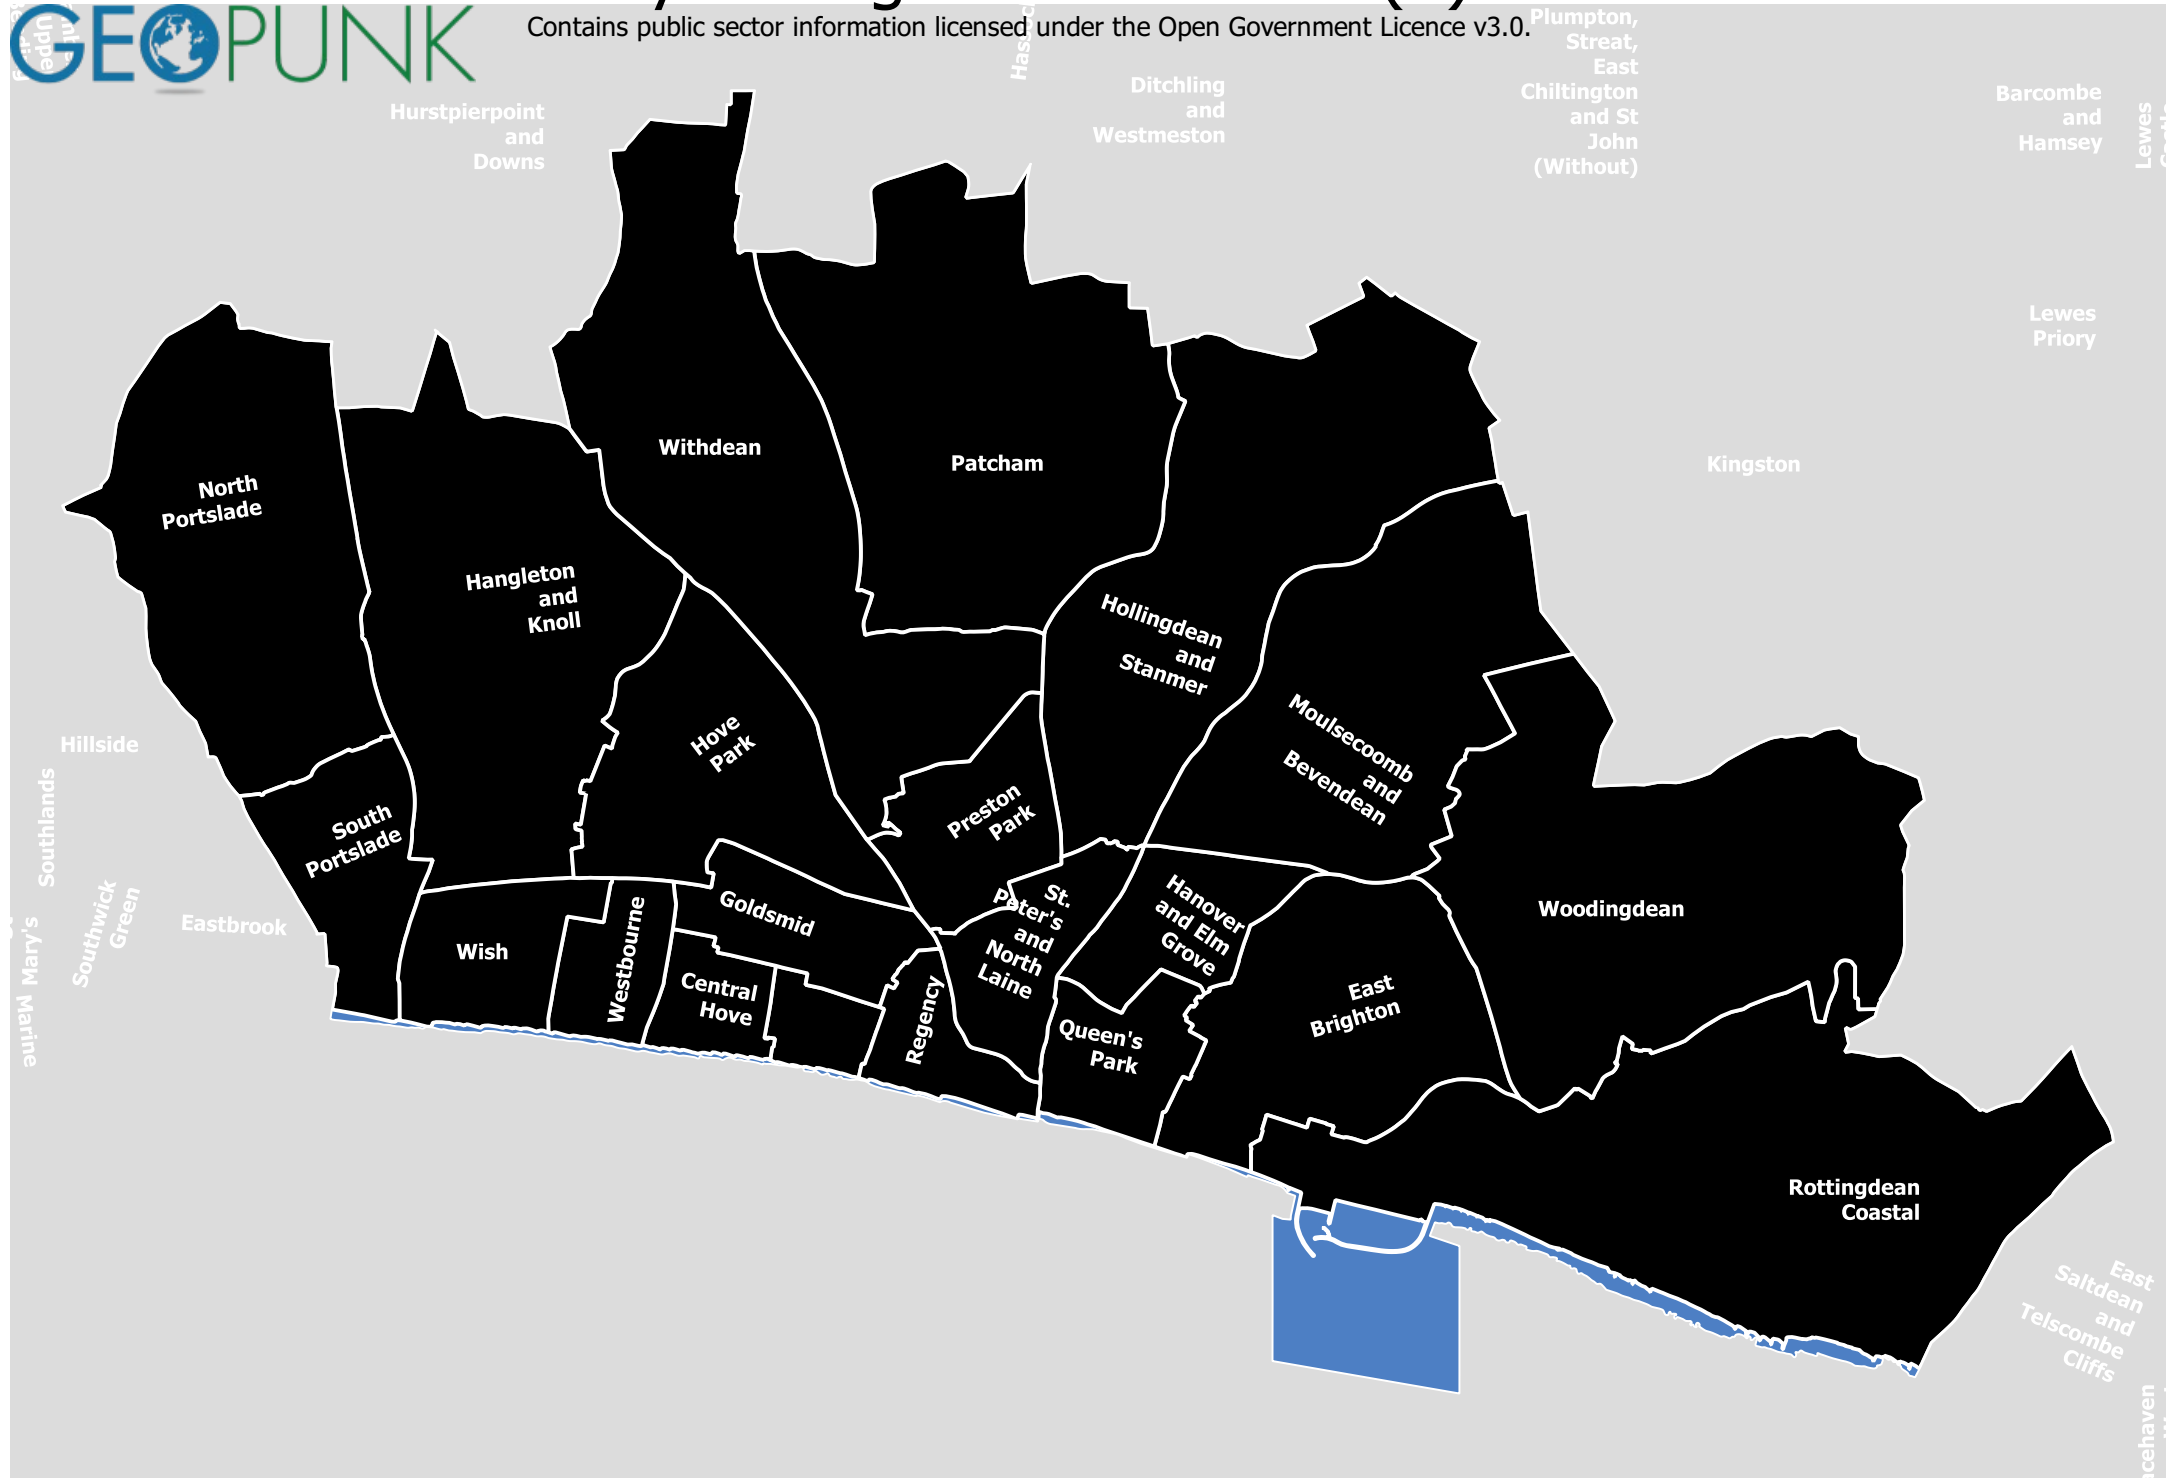 GEOPUNK
Contains public sector information licensed under the Open Government Licence v3.0.
Plumpton,
Streat,
East
Chiltington
and St
John
(Without)
Ditchling
and
Westmeston
Hurstpierpoint
and
Downs
Barcombe
and
Hamsey
Lewes
Lewes
Priory
Kingston
Withdean
Patcham
North
Portslade
Hangleton
and
Knoll
Hollingdean
and
Stanmer
Moulsecoomb
and
Bevendean
Hove
Park
Preston
Park
Hillside
South
Portslade
Southlands
Southwick
Green
Eastbrook
Mary's
Marine
Wish
Westbourne
Goldsmid
Central
Hove
Regency
St.
Peter's
and
North
Laine
Hanover
and Elm
Grove
Queen's
Park
East
Brighton
Woodingdean
Rottingdean
Coastal
East
Saltdean
and
Telscombe
Cliffs